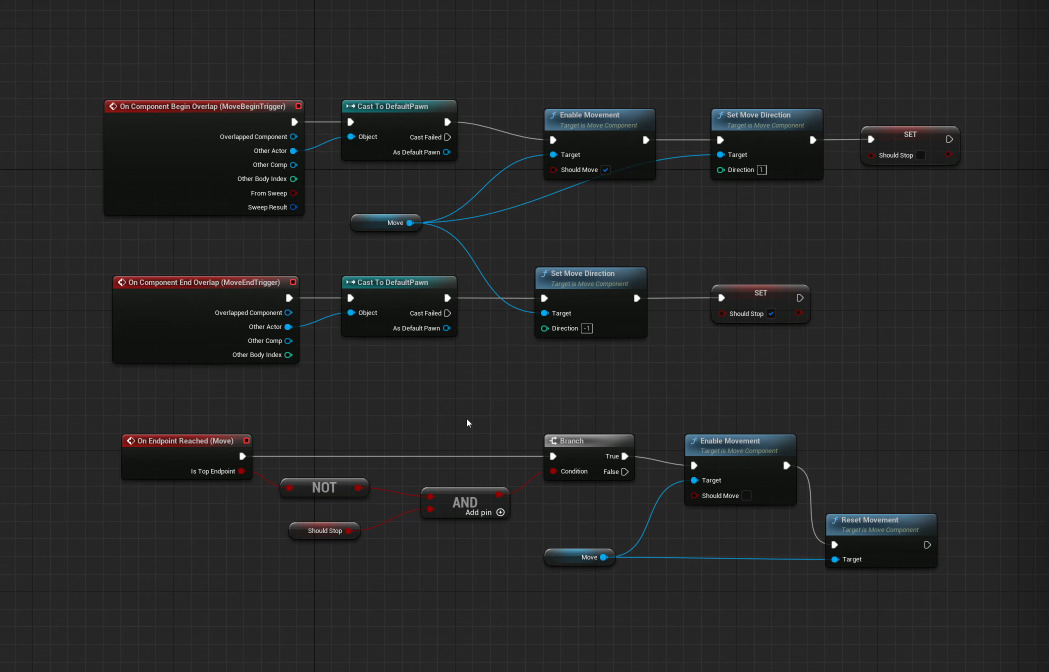 On Component Begin Overlap (MoveBeginTrigger)
Overlapped Component
Other Actor
Other Comp
Other Body Index
From Sweep
Sweep Result
Cast To DefaultPawn
Object
Cast Failed
As Default Pawn
Enable Movement
Target is Move Component
Target
Should Move
Set Move Direction
Target is Move Component
Target
Direction 1
SET
Should Stop
Move
On Component End Overlap (MoveEndTrigger)
Overlapped Component
Other Actor
Other Comp
Other Body Index
Cast To DefaultPawn
Object
Cast Failed
As Default Pawn
Set Move Direction
Target is Move Component
Target
Direction -1
SET
Should Stop
On Endpoint Reached (Move)
Is Top Endpoint
NOT
Should Stop
AND
Add pin
Branch
True
Condition
False
Enable Movement
Target is Move Component
Target
Should Move
Move
Reset Movement
Target is Move Component
Target